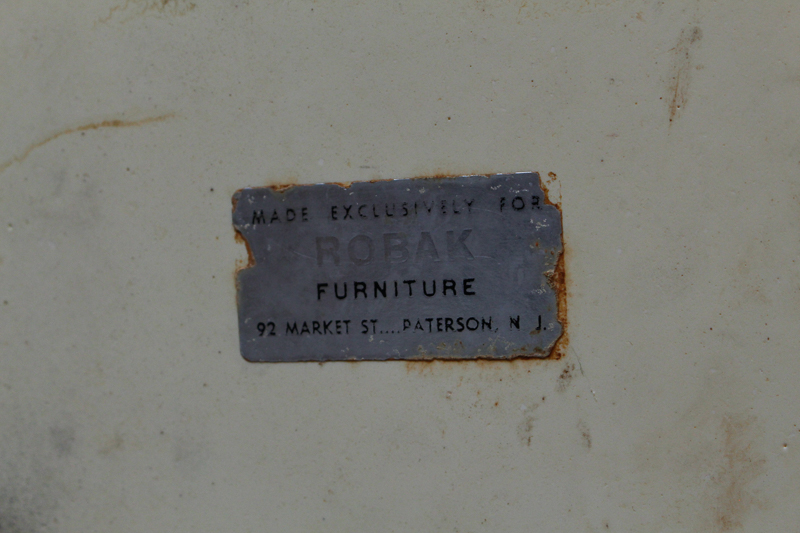 MADE EXCLUSIVELY FOR
ROBAK
FURNITURE
92 MARKET ST....PATERSON, N J.